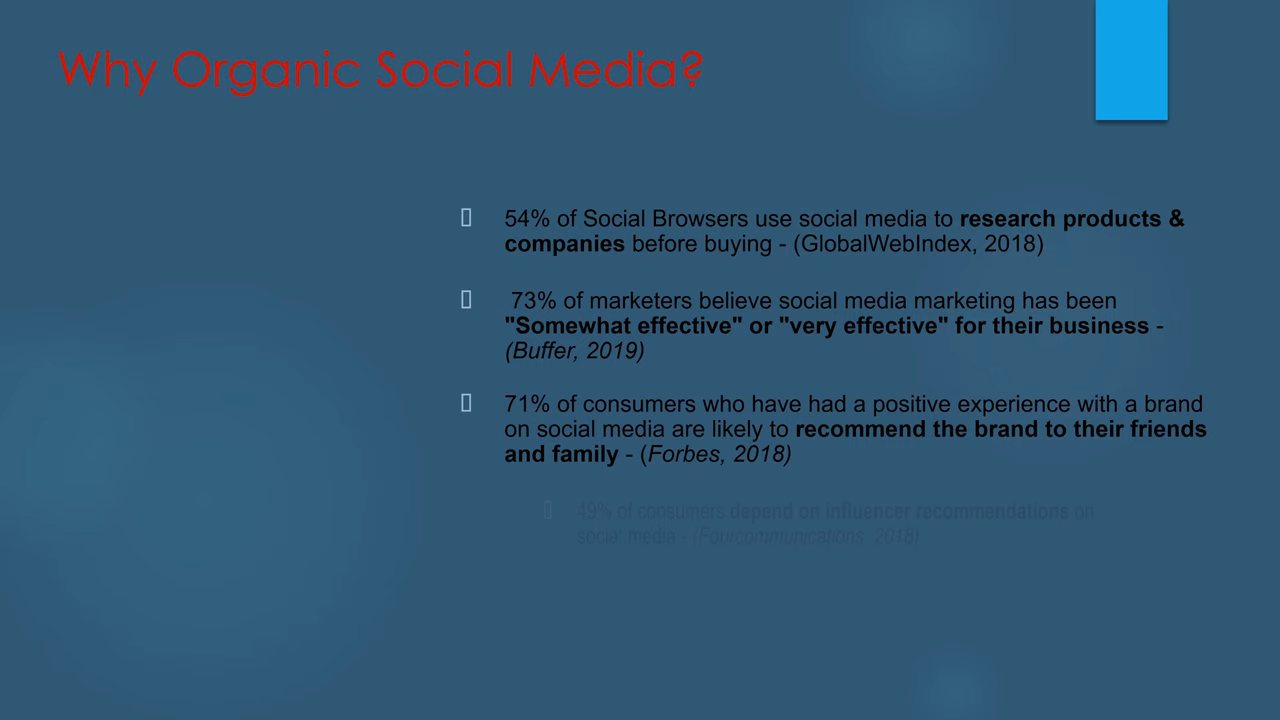 Why Organic Social Media?
54% of Social Browsers use social media to research products &
companies before buying - (GlobalWebIndex, 2018)
73% of marketers believe social media marketing has been
"Somewhat effective" or "very effective" for their business -
(Buffer, 2019)
71% of consumers who have had a positive experience with a brand
on social media are likely to recommend the brand to their friends
and family - (Forbes, 2018)
49% of consumers depend on influencer recommendations on
social media - (Fourcommunications, 2018)